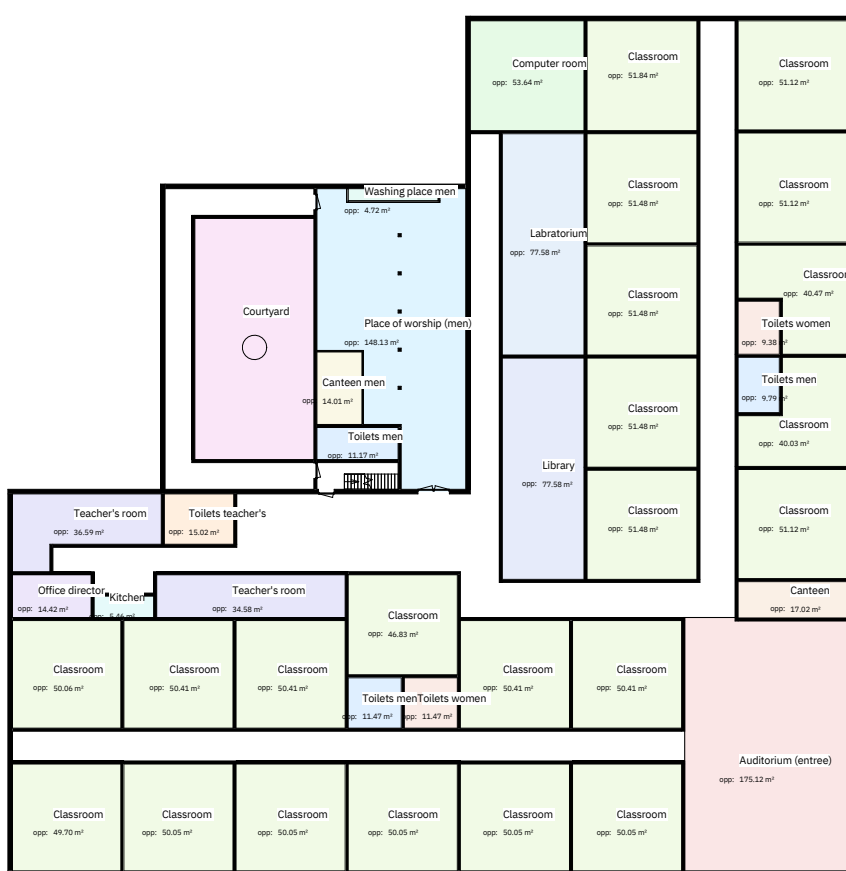 Computer room
opp: 53.64 m²
Classroom
opp: 51.84 m²
Classroom
opp: 51.12 m²
Washing place men
opp: 4.72 m²
Classroom
opp: 51.48 m²
Classroom
opp: 51.12 m²
Labratorium
opp: 77.58 m²
Classroom
opp: 40.47 m²
Courtyard
Classroom
opp: 51.48 m²
Place of worship (men)
opp: 148.13 m²
Toilets women
opp: 9.38 m²
Canteen men
opp: 14.01 m²
Toilets men
opp: 9.79 m²
Classroom
opp: 51.48 m²
Classroom
opp: 40.03 m²
Toilets men
opp: 11.17 m²
Library
opp: 77.58 m²
Teacher's room
opp: 36.59 m²
Toilets teacher's
opp: 15.02 m²
Classroom
opp: 51.48 m²
Classroom
opp: 51.12 m²
Office director
opp: 14.42 m²
Kitchen
opp: 5.46 m²
Teacher's room
opp: 34.58 m²
Canteen
opp: 17.02 m²
Classroom
opp: 46.83 m²
Classroom
opp: 50.06 m²
Classroom
opp: 50.41 m²
Classroom
opp: 50.41 m²
Toilets men
opp: 11.47 m²
Toilets women
opp: 11.47 m²
Classroom
opp: 50.41 m²
Classroom
opp: 50.41 m²
Auditorium (entree)
opp: 175.12 m²
Classroom
opp: 49.70 m²
Classroom
opp: 50.05 m²
Classroom
opp: 50.05 m²
Classroom
opp: 50.05 m²
Classroom
opp: 50.05 m²
Classroom
opp: 50.05 m²